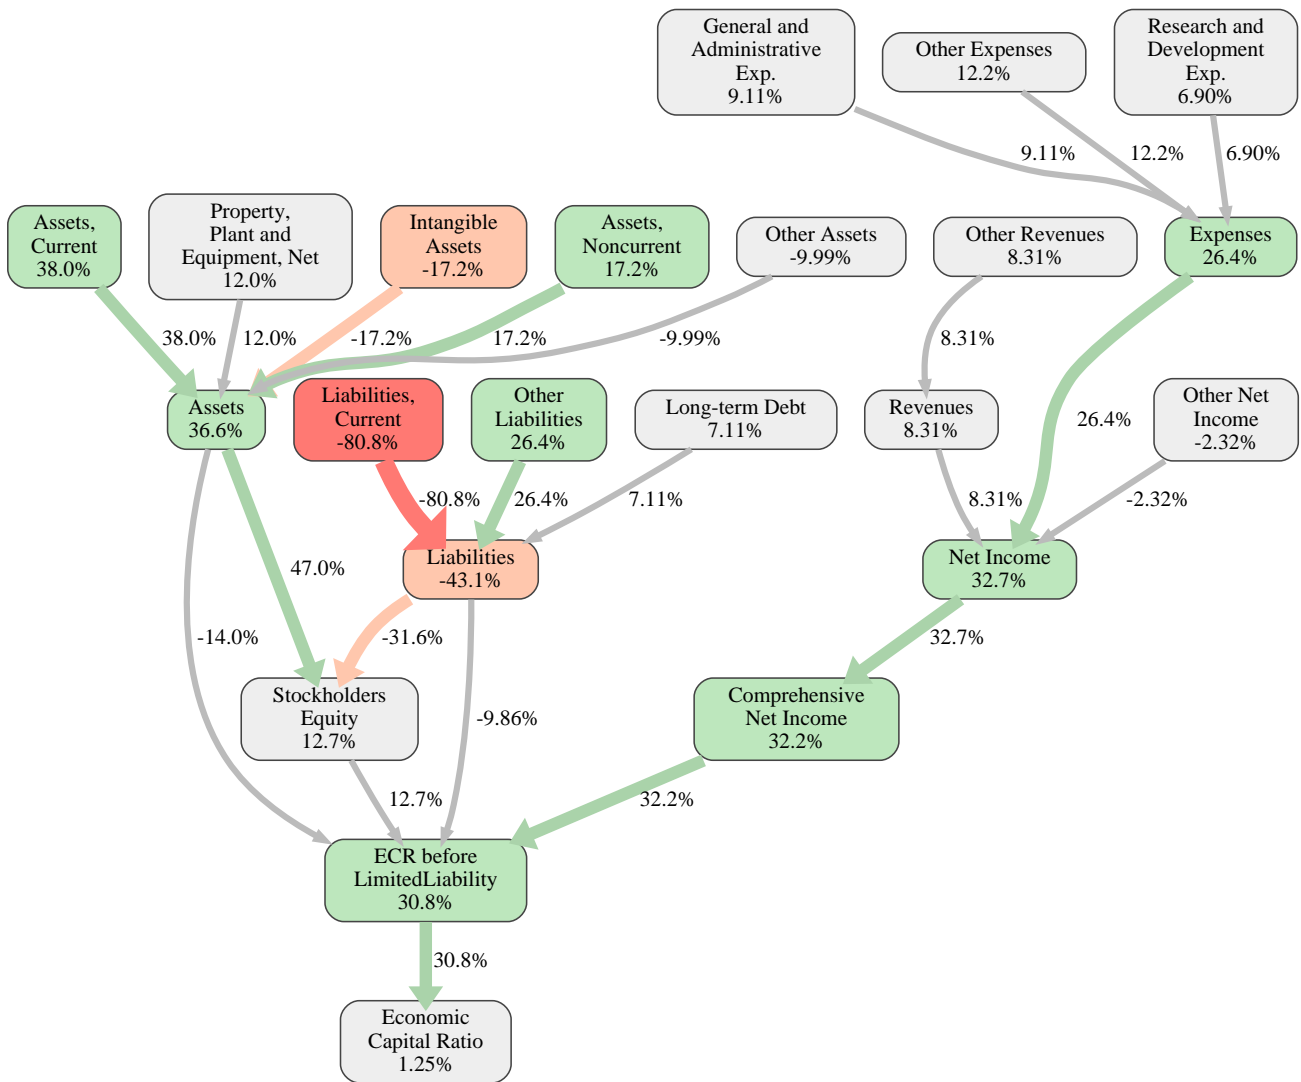 General and
Administrative
Exp.
9.11%
Other Expenses
12.2%
Research and
Development
Exp.
6.90%
9.11%
12.2%
6.90%
Assets,
Current
38.0%
Property,
Plant and
Equipment, Net
12.0%
Intangible
Assets
-17.2%
Assets,
Noncurrent
17.2%
Other Assets
-9.99%
Other Revenues
8.31%
Expenses
26.4%
38.0%
12.0%
-17.2%
17.2%
-9.99%
8.31%
Assets
36.6%
Liabilities,
Current
-80.8%
Other
Liabilities
26.4%
Long-term Debt
7.11%
Revenues
8.31%
26.4%
Other Net
Income
-2.32%
-80.8%
26.4%
7.11%
8.31%
-2.32%
47.0%
Liabilities
-43.1%
Net Income
32.7%
-14.0%
-31.6%
32.7%
Stockholders
Equity
12.7%
-9.86%
Comprehensive
Net Income
32.2%
12.7%
32.2%
ECR before
LimitedLiability
30.8%
30.8%
Economic
Capital Ratio
1.25%